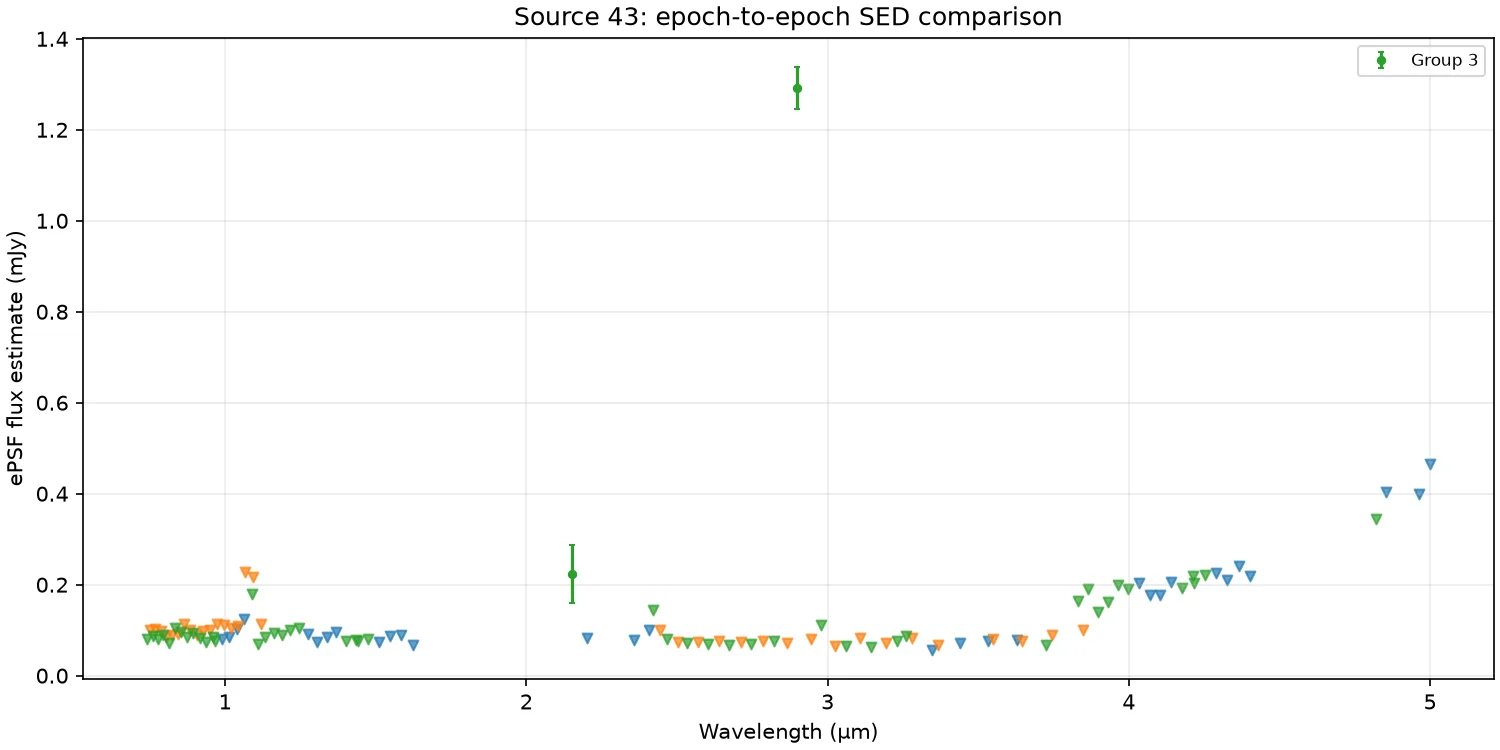 Source 43: epoch-to-epoch SED comparison
1.4
1.2
1.0
0.8
0.6
0.4
0.2
0.0
ePSF flux estimate (mJy)
Group 3
1 2 3 4 5
Wavelength (µm)